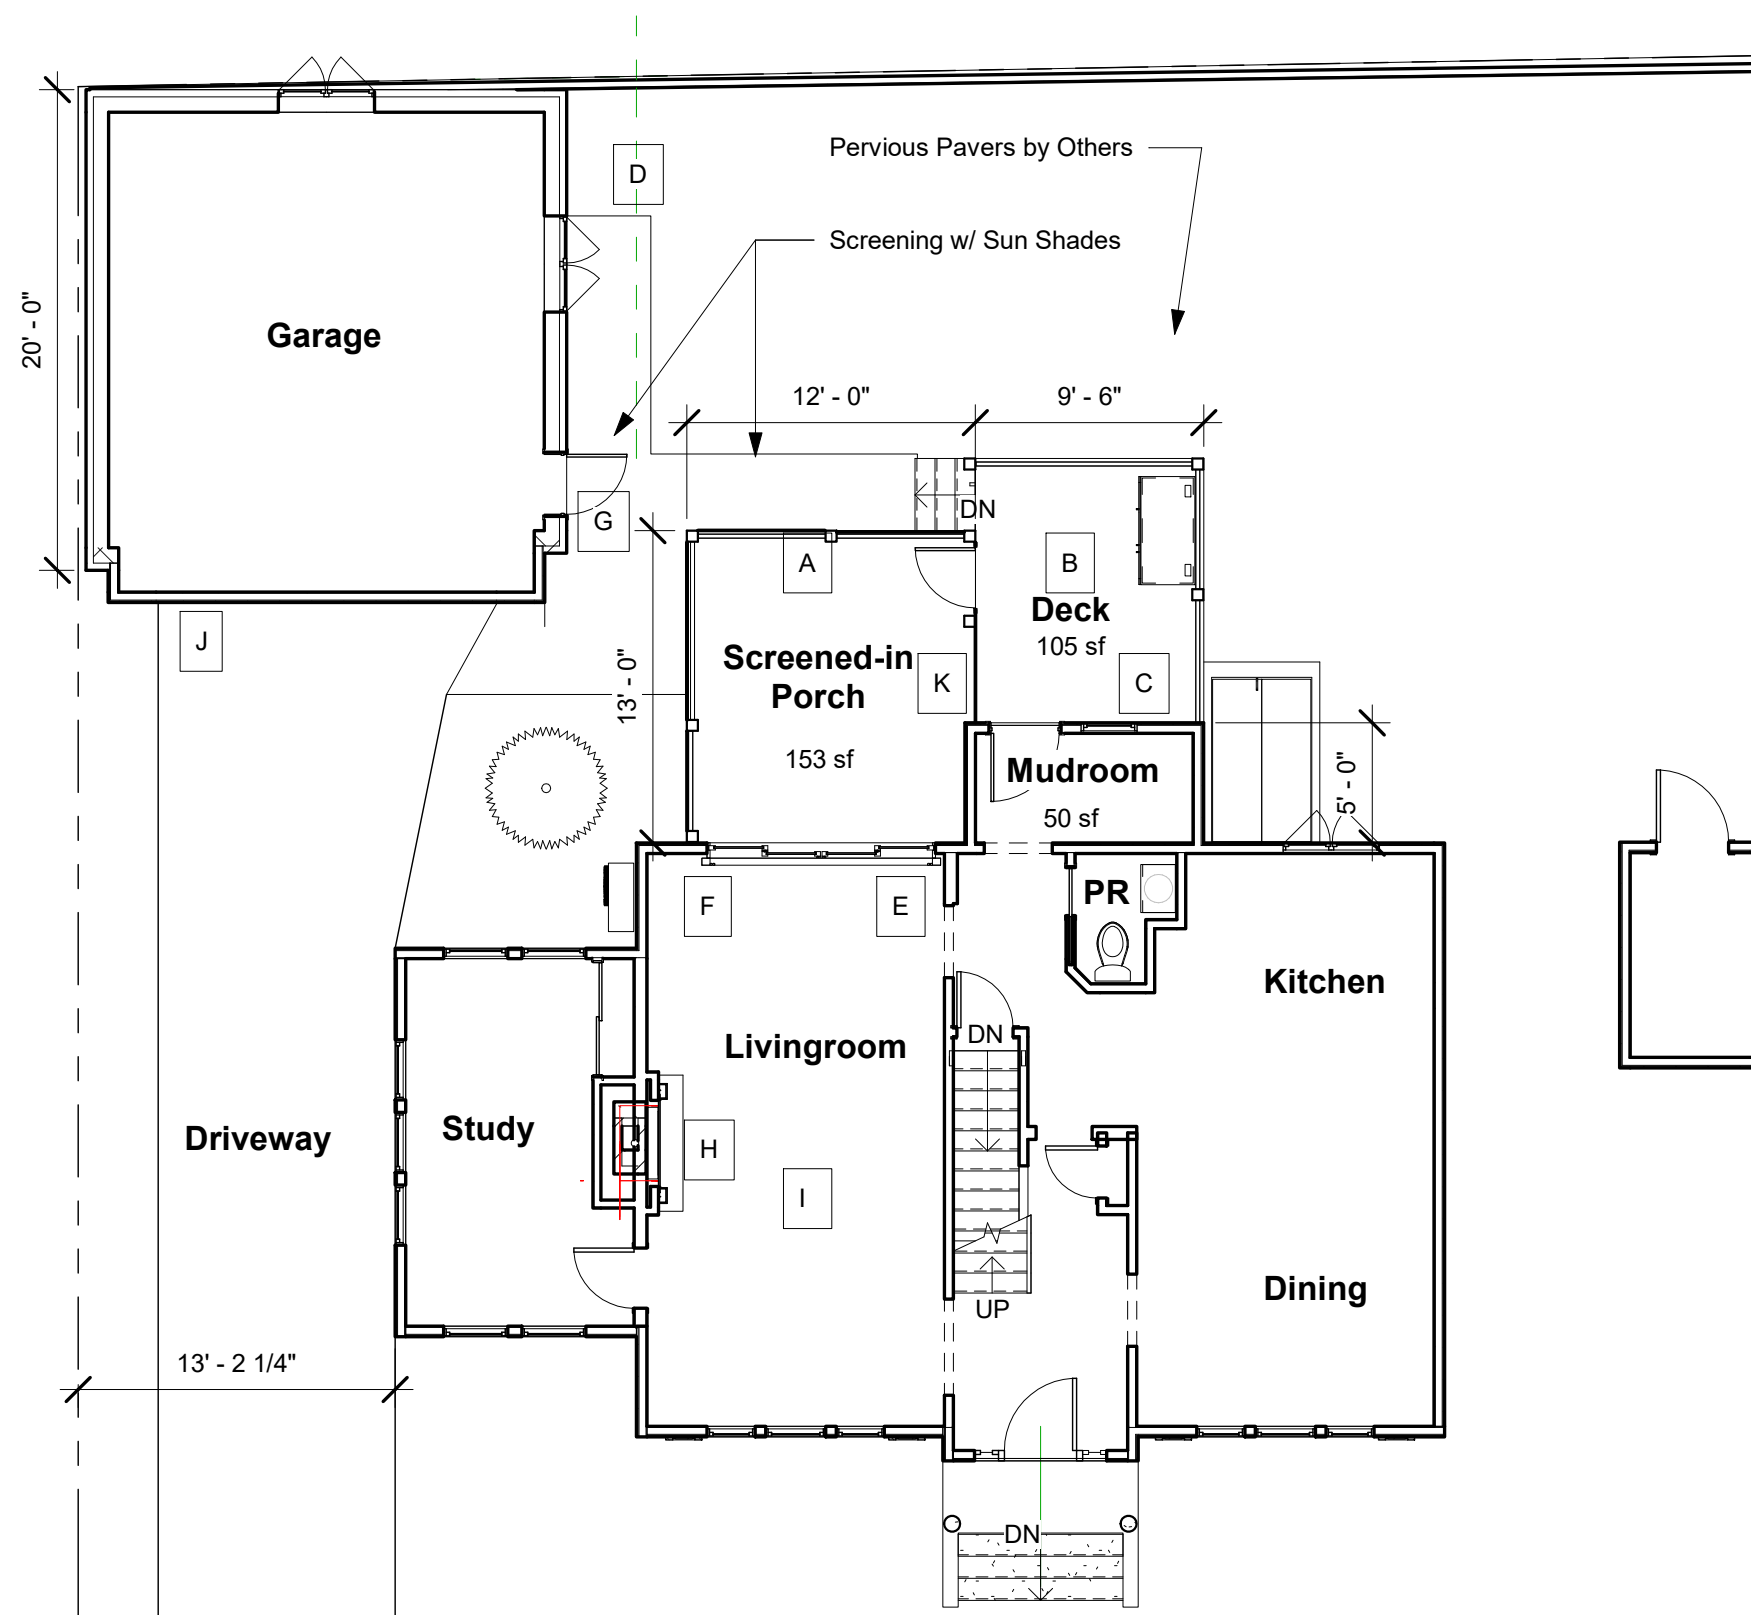 D
Pervious Pavers by Others
Screening w/ Sun Shades
20' - 0"
Garage
12' - 0"
9' - 6"
G
DN
A
B
Deck
105 sf
J
13' - 0"
Screened-in
Porch
K
C
153 sf
Mudroom
50 sf
5' - 0"
F
E
PR
Kitchen
DN
Livingroom
Driveway
Study
H
I
Dining
UP
13' - 2 1/4"
DN